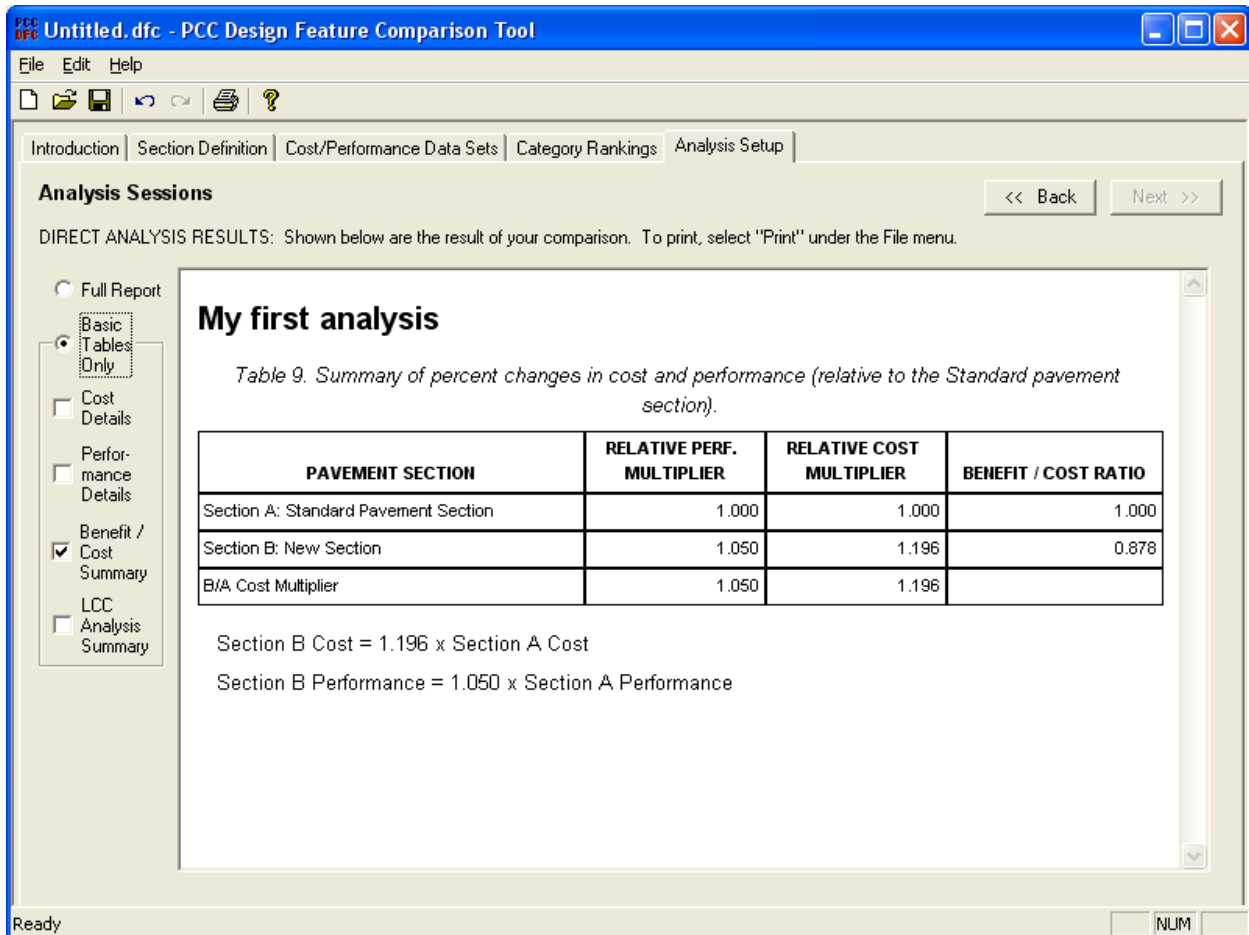 PCC DFC Untitled.dfc - PCC Design Feature Comparison Tool
File Edit Help
Introduction Section Definition Cost/Performance Data Sets Category Rankings Analysis Setup
Analysis Sessions
<< Back Next >>
DIRECT ANALYSIS RESULTS: Shown below are the result of your comparison. To print, select "Print" under the File menu.
Full Report
Basic
Tables
Only
Cost
Details
Perfor-
mance
Details
Benefit /
Cost
Summary
LCC
Analysis
Summary
My first analysis
Table 9. Summary of percent changes in cost and performance (relative to the Standard pavement
section).
PAVEMENT SECTION RELATIVE PERF. MULTIPLIER RELATIVE COST MULTIPLIER BENEFIT / COST RATIO
Section A: Standard Pavement Section 1.000 1.000 1.000
Section B: New Section 1.050 1.196 0.878
B/A Cost Multiplier 1.050 1.196
Section B Cost = 1.196 x Section A Cost
Section B Performance = 1.050 x Section A Performance
Ready NUM